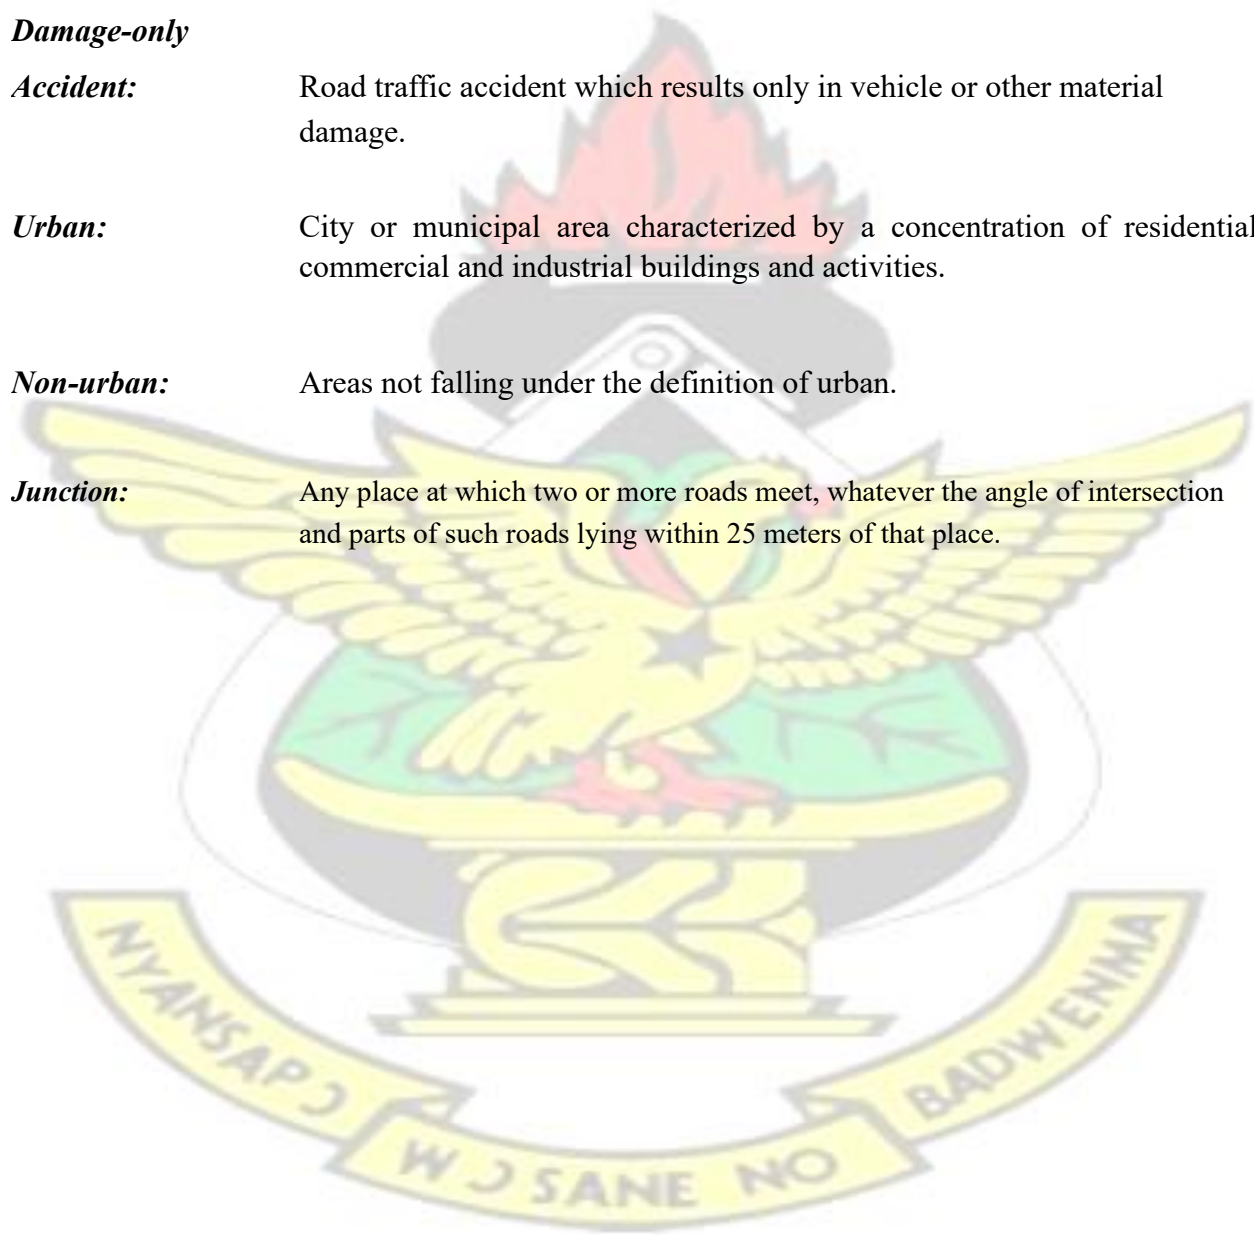 Damage-only
Accident: Road traffic accident which results only in vehicle or other material
damage.
Urban: City or municipal area characterized by a concentration of residential
commercial and industrial buildings and activities.
Non-urban: Areas not falling under the definition of urban.
Junction: Any place at which two or more roads meet, whatever the angle of intersection
and parts of such roads lying within 25 meters of that place.
NYANSAPƆ WƆSANE NO BADWENMA